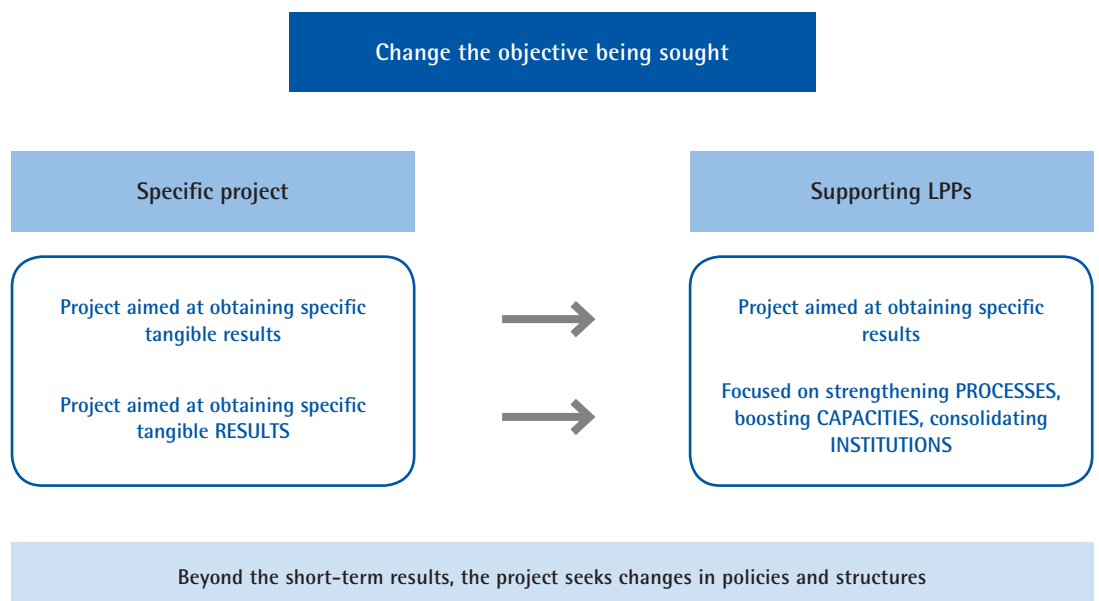 Change the objective being sought
Specific project
Supporting LPPs
Project aimed at obtaining specific
tangible results
Project aimed at obtaining specific
results
Project aimed at obtaining specific
tangible RESULTS
Focused on strengthening PROCESSES,
boosting CAPACITIES, consolidating
INSTITUTIONS
Beyond the short-term results, the project seeks changes in policies and structures